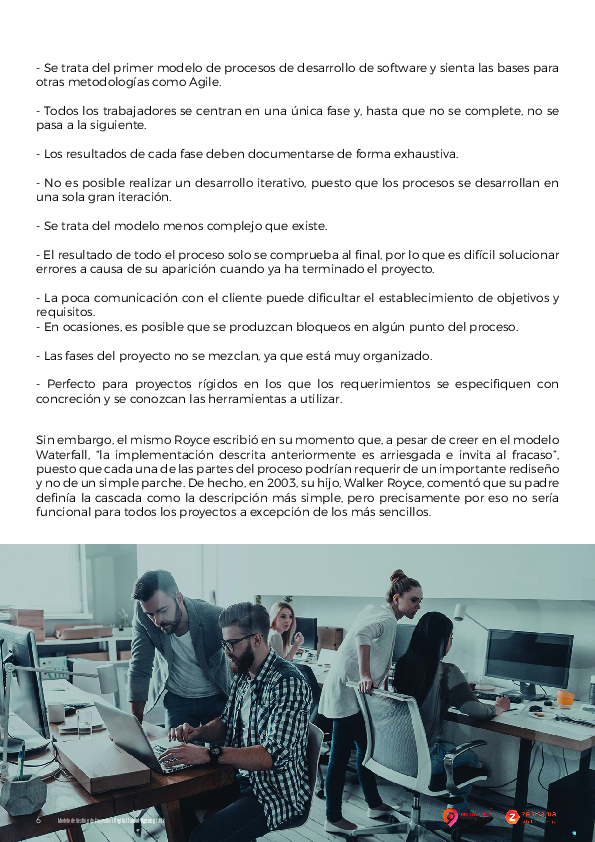 - Se trata del primer modelo de procesos de desarrollo de software y sienta las bases para
otras metodologías como Agile.
- Todos los trabajadores se centran en una única fase y, hasta que no se complete, no se
pasa a la siguiente.
- Los resultados de cada fase deben documentarse de forma exhaustiva.
- No es posible realizar un desarrollo iterativo, puesto que los procesos se desarrollan en
una sola gran iteración.
- Se trata del modelo menos complejo que existe.
- El resultado de todo el proceso solo se comprueba al final, por lo que es difícil solucionar
errores a causa de su aparición cuando ya ha terminado el proyecto.
- La poca comunicación con el cliente puede dificultar el establecimiento de objetivos y
requisitos.
- En ocasiones, es posible que se produzcan bloqueos en algún punto del proceso.
- Las fases del proyecto no se mezclan, ya que está muy organizado.
- Perfecto para proyectos rígidos en los que los requerimientos se especifiquen con
concreción y se conozcan las herramientas a utilizar.
Sin embargo, el mismo Royce escribió en su momento que, a pesar de creer en el modelo
Waterfall, “la implementación descrita anteriormente es arriesgada e invita al fracaso”,
puesto que cada una de las partes del proceso podrían requerir de un importante rediseño
y no de un simple parche. De hecho, en 2003, su hijo, Walker Royce, comentó que su padre
definía la cascada como la descripción más simple, pero precisamente por eso no sería
funcional para todos los proyectos a excepción de los más sencillos.
6